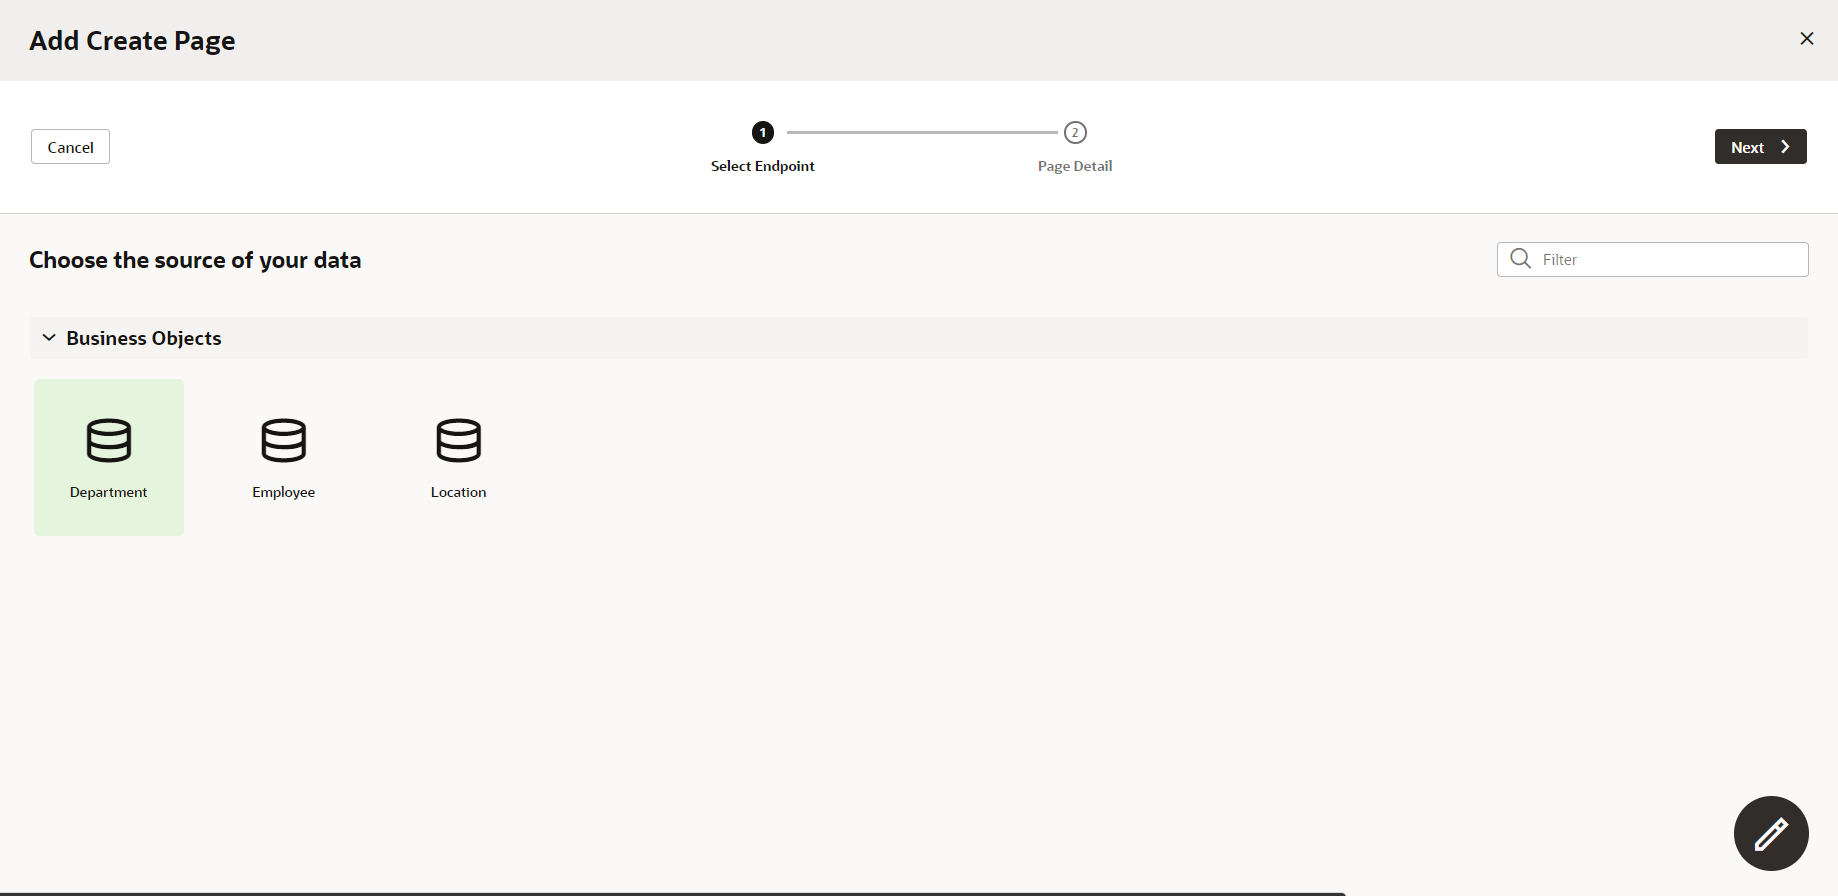 Add Create Page
Cancel
1
2
Next
Select Endpoint
Page Detail
Choose the source of your data
Filter
Business Objects
Department
Employee
Location